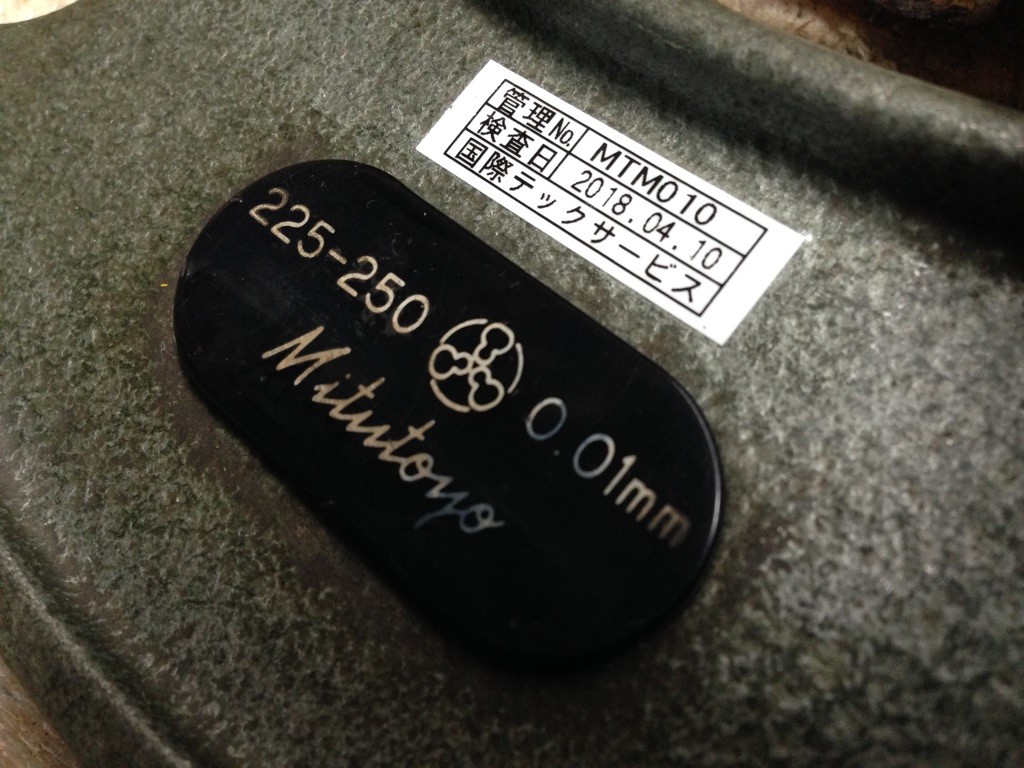 管理No. MTM010
検査日 2018.04.10
国際テックサービス
225-250 0.01mm
Mitutoyo